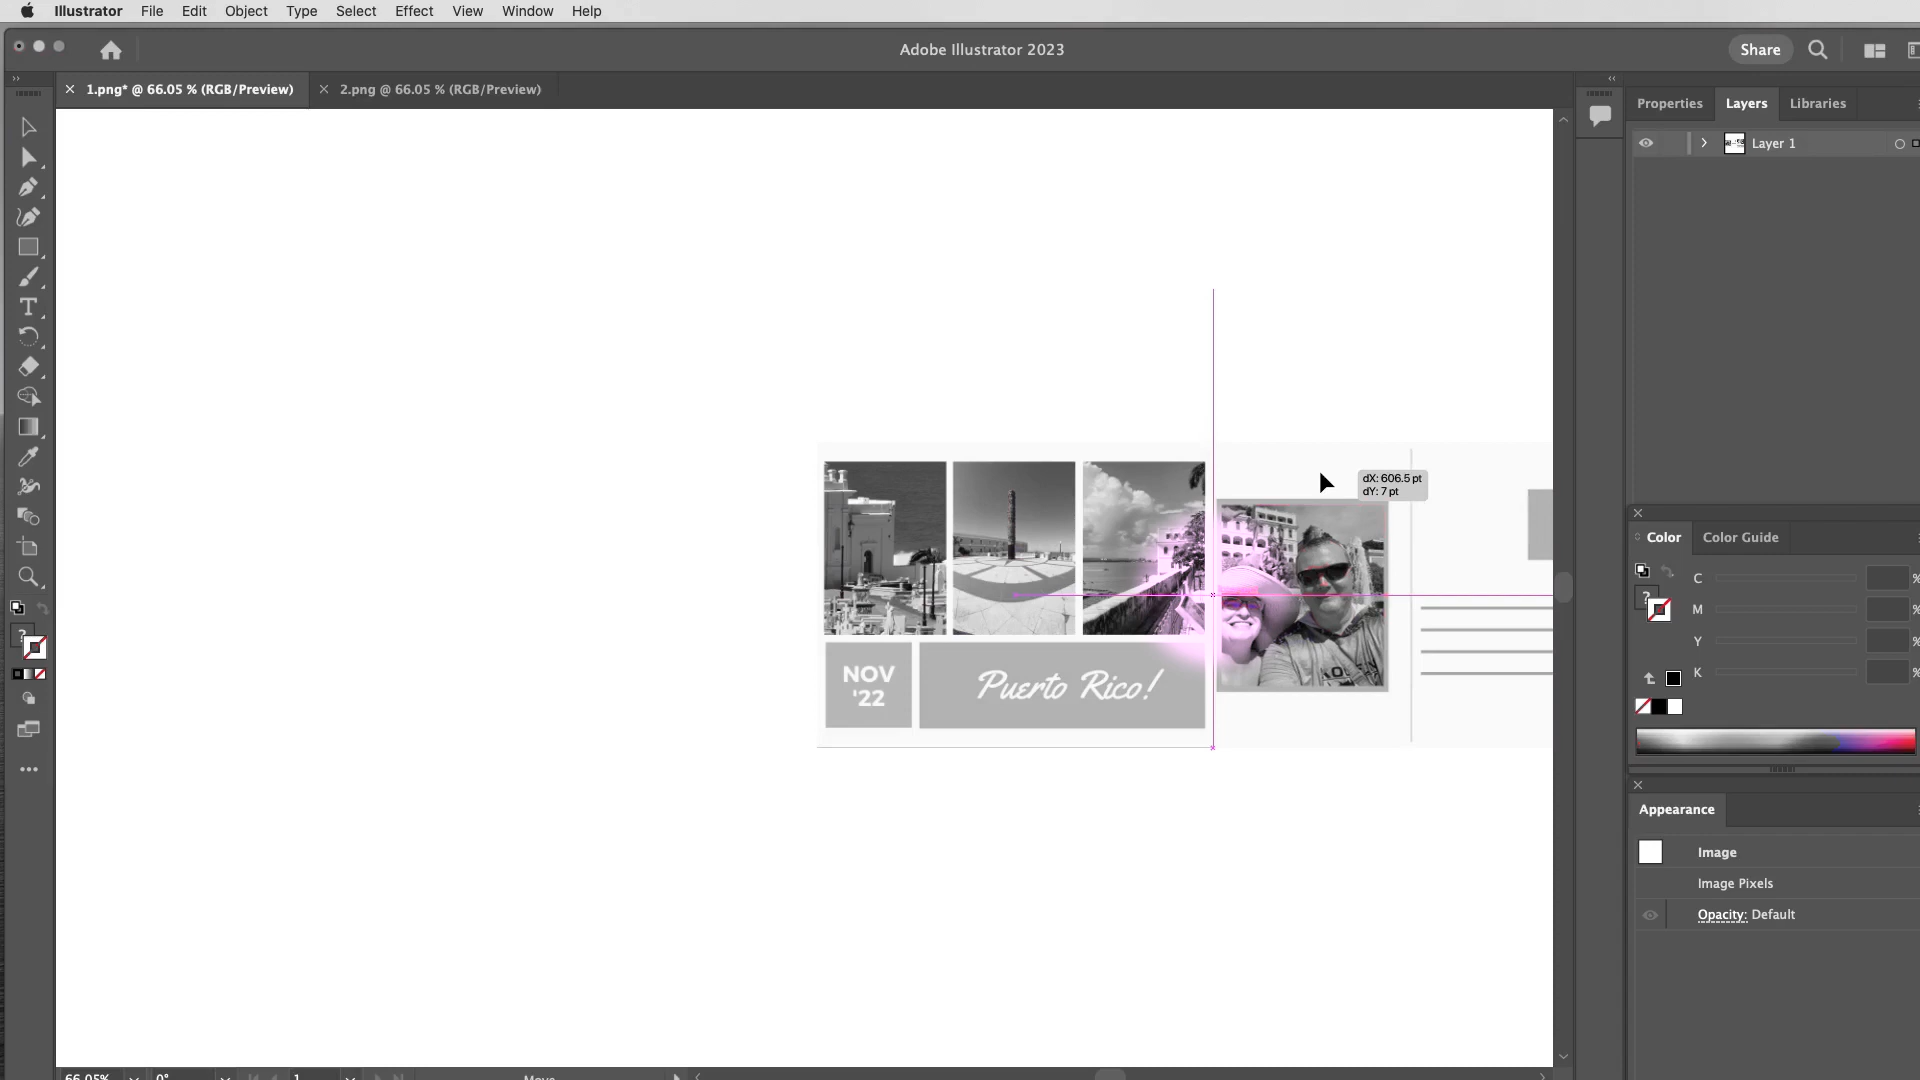 Illustrator File Edit Object Type Select Effect View Window Help
Adobe Illustrator 2023
Share
1.png* @ 66.05 % (RGB/Preview)
2.png @ 66.05 % (RGB/Preview)
Properties Layers Libraries
Layer 1
dX: 606.5 pt
dY: 7 pt
NOV
'22
Puerto Rico!
Color Color Guide
C %
M %
Y %
K %
Appearance
Image
Image Pixels
Opacity: Default
66.05% 0° 1 Move